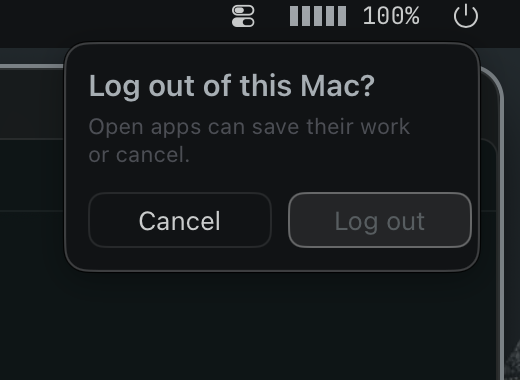 100%
Log out of this Mac?
Open apps can save their work
or cancel.
Cancel
Log out